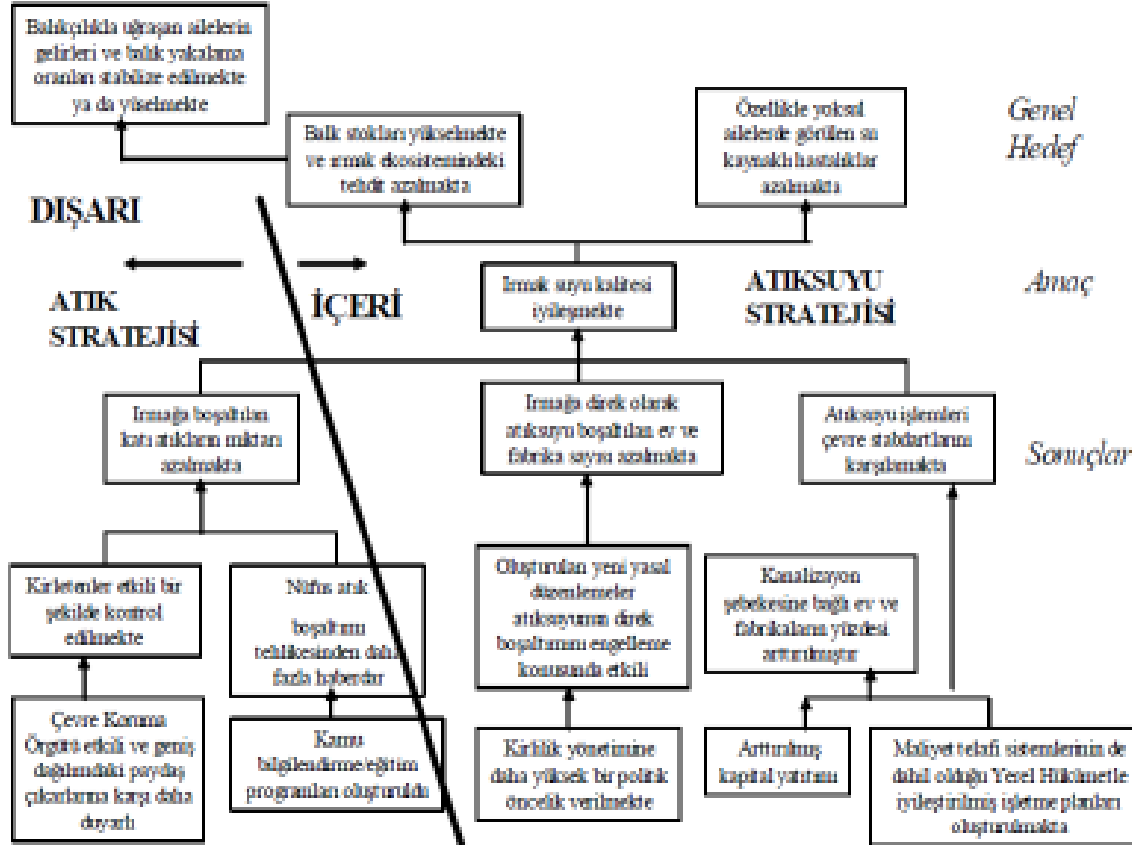 Balıkçılıkla uğraşan ailelerin
gelirleri ve balık yakalama
oranları stabilize edilmekte
ya da yüselmekte
Balık stokları yükselmekte
ve ırmak ekosistemindeki
tehdit azalmakta
Özellikle yoksul
ailelerde görülen su
kaynaklı hastalıklar
azalmakta
Genel
Hedef
DIŞARI
ATIK
STRATEJİSİ
İÇERİ
Irmak suyu kalitesi
iyileşmekte
ATIKSUYU
STRATEJİSİ
Amaç
Irmağa boşaltılan
katı atıkların miktarı
azalmakta
Irmağa direk olarak
atıksuyu boşaltılan ev ve
fabrika sayısı azalmakta
Atıksuyu işlemleri
çevre stabdartlarını
karşılamakta
Sonuçlar
Kirletenler etkili bir
şekilde kontrol
edilmekte
Nüfus atık
boşaltımı
tehlikesinden daha
fazla haberdar
Oluşturulan yeni yasal
düzenlemeler
atıksuyunun direk
boşaltımını engelleme
konusunda etkili
Kanalizayon
şebekesine bağlı ev ve
fabrikaların yüzdesi
arttırılmıştır
Çevre Koruma
Örgütü etkili ve geniş
dağılımdaki paydaş
çıkarlarına karşı daha
duyarlı
Kamu
bilgilendirme/eğitim
programları oluşturuldu
Kirlilik yönetimine
daha yüksek bir politik
öncelik verilmekte
Arttırılmış
kapital yatırımı
Maliyet telafi sistemlerinin de
dahil olduğu Yerel Hükümetle
iyileştirilmiş işletme planları
oluşturulmakta